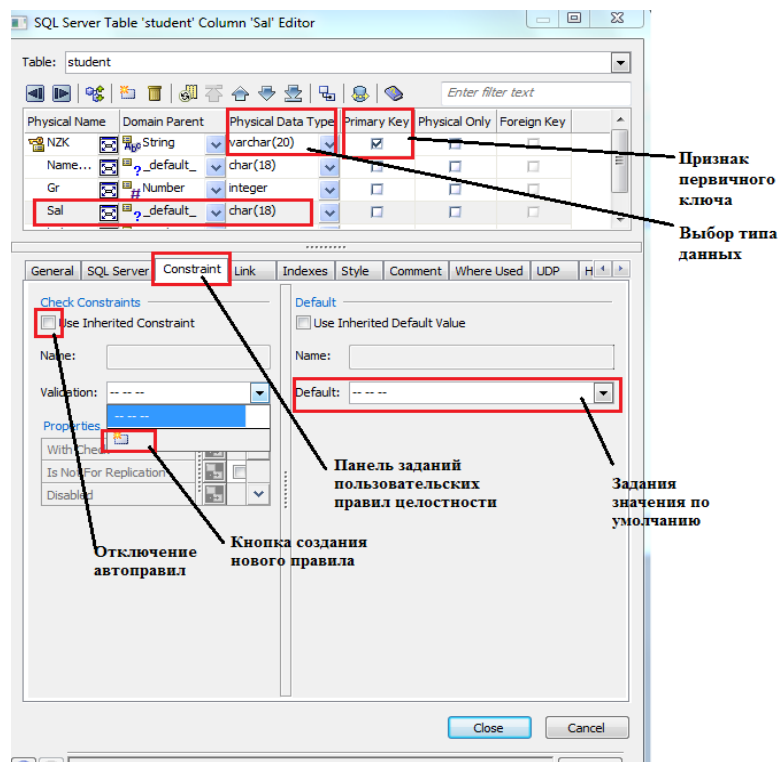 SQL Server Table 'student' Column 'Sal' Editor
Table: student
Enter filter text
Physical Name Domain Parent Physical Data Type Primary Key Physical Only Foreign Key
NZK String varchar(20)
Name... _default_ char(18)
Gr Number integer
Sal _default_ char(18)
Признак
первичного
ключа
Выбор типа
данных
General SQL Server Constraint Link Indexes Style Comment Where Used UDP H
Check Constraints
Use Inherited Constraint
Name:
Validation: -- -- --
-- -- --
Properties
With Check
Is Not For Replication
Disabled
Default
Use Inherited Default Value
Name:
Default: -- -- --
Панель заданий
пользовательских
правил целостности
Задания
значения по
умолчанию
Отключение
автоправил
Кнопка создания
нового правила
Close Cancel